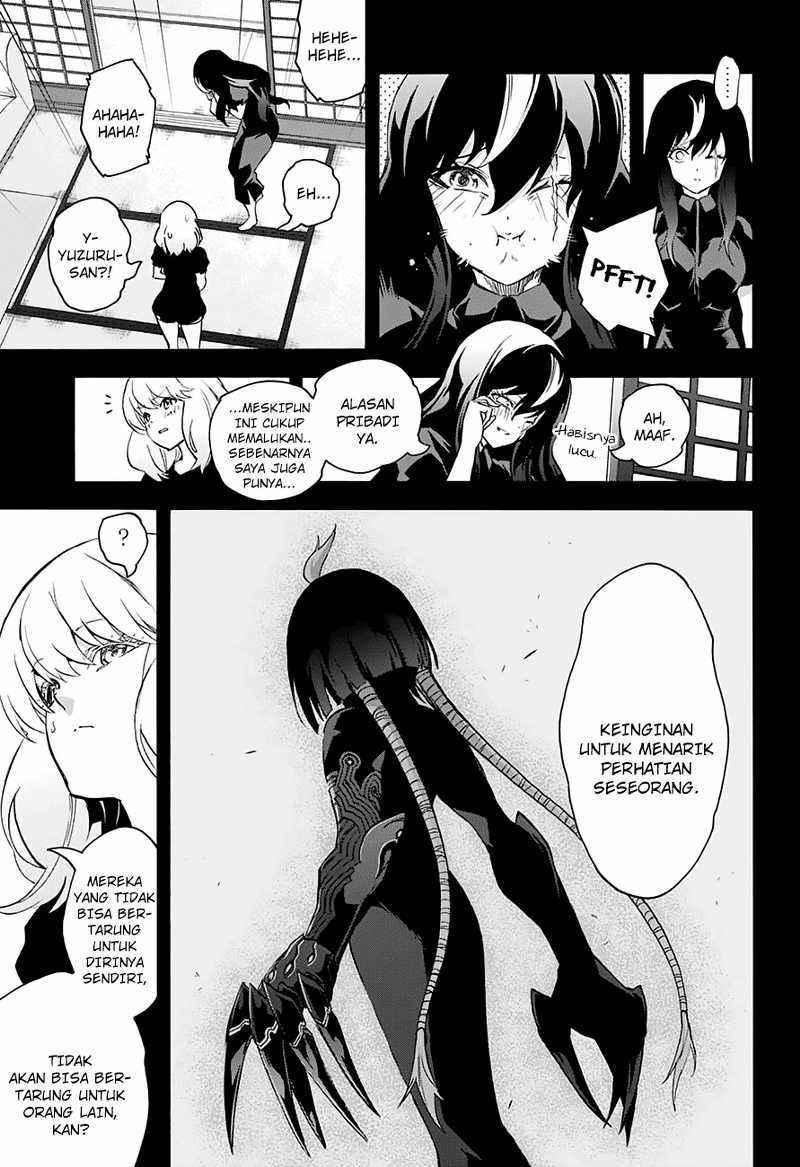 ......
PFFT!
HEHE-
HEHE...
AHAHA-
HAHA!
EH...
Y-
YUZURU-
SAN?!
AH,
MAAF.
Habisnya
lucu.
ALASAN
PRIBADI
YA.
...MESKIPUN
INI CUKUP
MEMALUKAN..
SEBENARNYA
SAYA JUGA
PUNYA...
KEINGINAN
UNTUK MENARIK
PERHATIAN
SESEORANG.
?
MEREKA
YANG TIDAK
BISA BER-
TARUNG
UNTUK
DIRINYA
SENDIRI,
TIDAK
AKAN BISA BER-
TARUNG UNTUK
ORANG LAIN,
KAN?